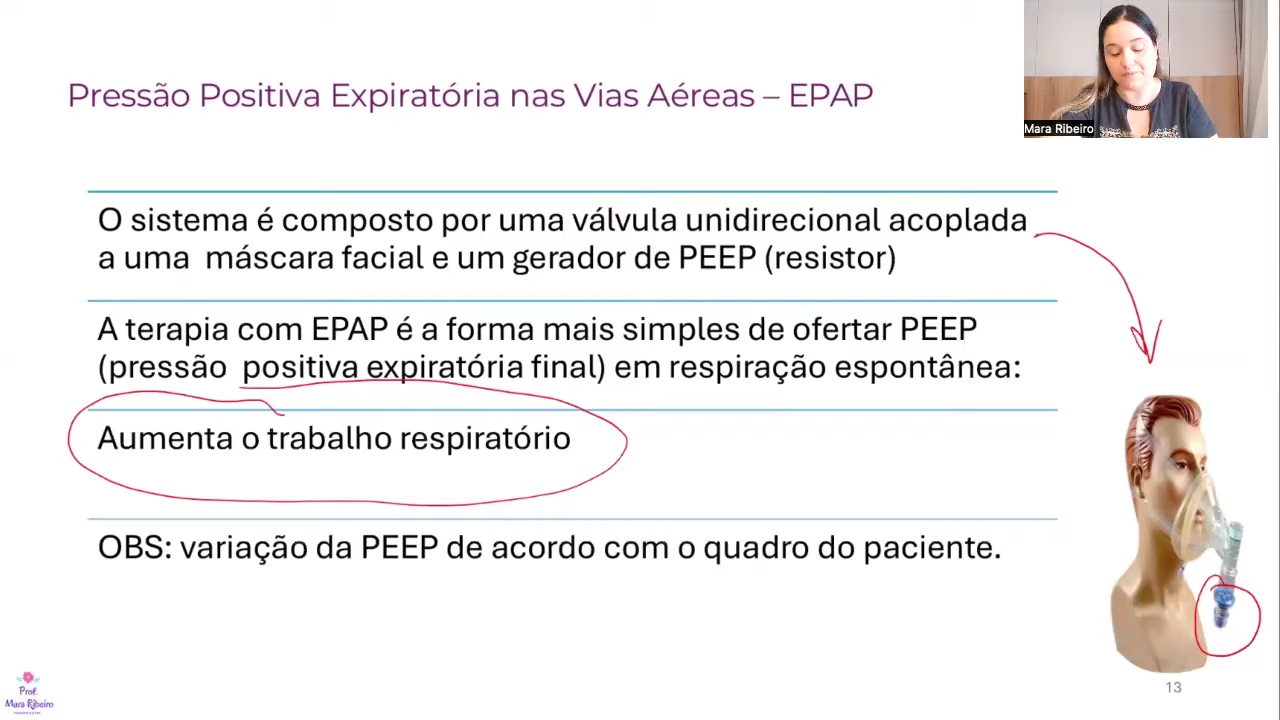 Pressão Positiva Expiratória nas Vias Aéreas – EPAP
Mara Ribeiro
O sistema é composto por uma válvula unidirecional acoplada
a uma máscara facial e um gerador de PEEP (resistor)
A terapia com EPAP é a forma mais simples de ofertar PEEP
(pressão positiva expiratória final) em respiração espontânea:
Aumenta o trabalho respiratório
OBS: variação da PEEP de acordo com o quadro do paciente.
Prof.
Mara Ribeiro
13